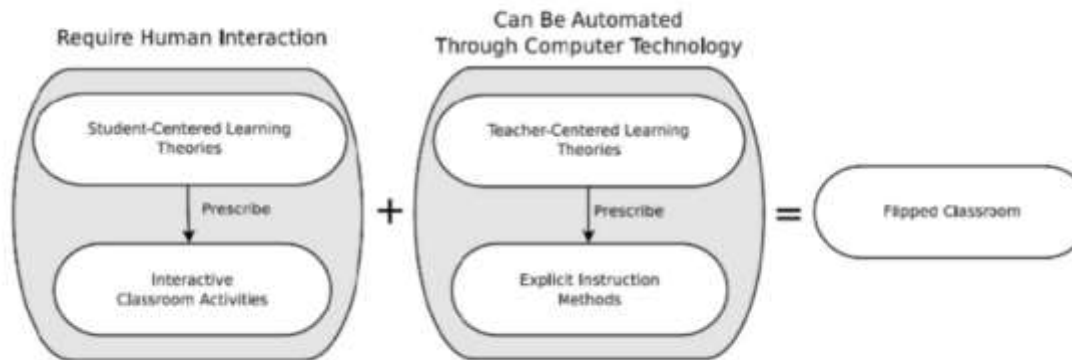 Require Human Interaction
Can Be Automated
Through Computer Technology
Student-Centered Learning
Theories
Prescribe
Interactive
Classroom Activities
+
Teacher-Centered Learning
Theories
Prescribe
Explicit Instruction
Methods
=
Flipped Classroom